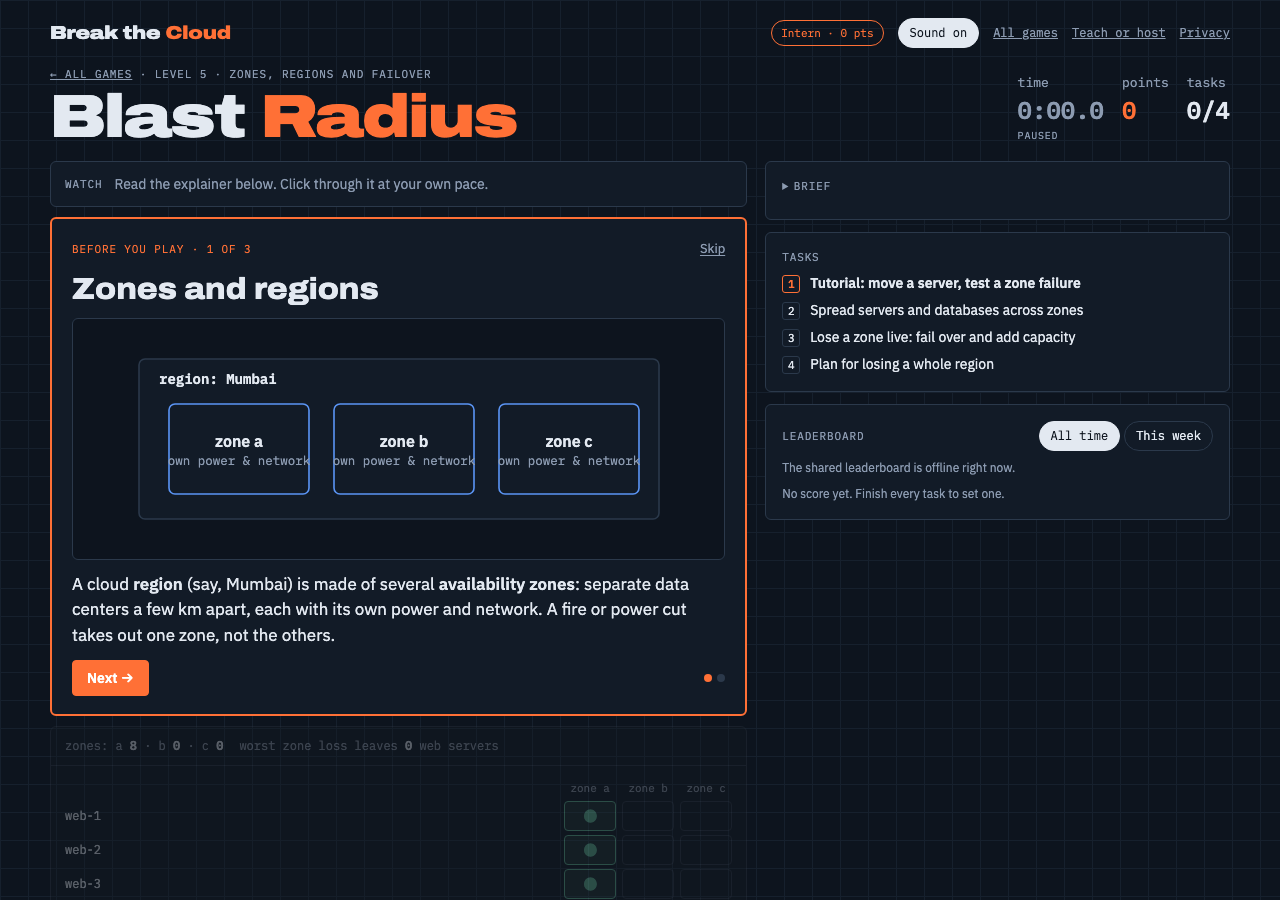 Break the Cloud
Intern · 0 pts
Sound on
All games
Teach or host
Privacy
← ALL GAMES · LEVEL 5 · ZONES, REGIONS AND FAILOVER
Blast Radius
time
points
tasks
0:00.0
0
0/4
PAUSED
WATCH Read the explainer below. Click through it at your own pace.
BEFORE YOU PLAY · 1 OF 3
Skip
Zones and regions
region: Mumbai
zone a
zone b
zone c
own power & network
own power & network
own power & network
A cloud region (say, Mumbai) is made of several availability zones: separate data
centers a few km apart, each with its own power and network. A fire or power cut
takes out one zone, not the others.
Next →
zones: a 8 · b 0 · c 0 worst zone loss leaves 0 web servers
zone a zone b zone c
web-1
web-2
web-3
▶ BRIEF
TASKS
1 Tutorial: move a server, test a zone failure
2 Spread servers and databases across zones
3 Lose a zone live: fail over and add capacity
4 Plan for losing a whole region
LEADERBOARD
All time
This week
The shared leaderboard is offline right now.
No score yet. Finish every task to set one.